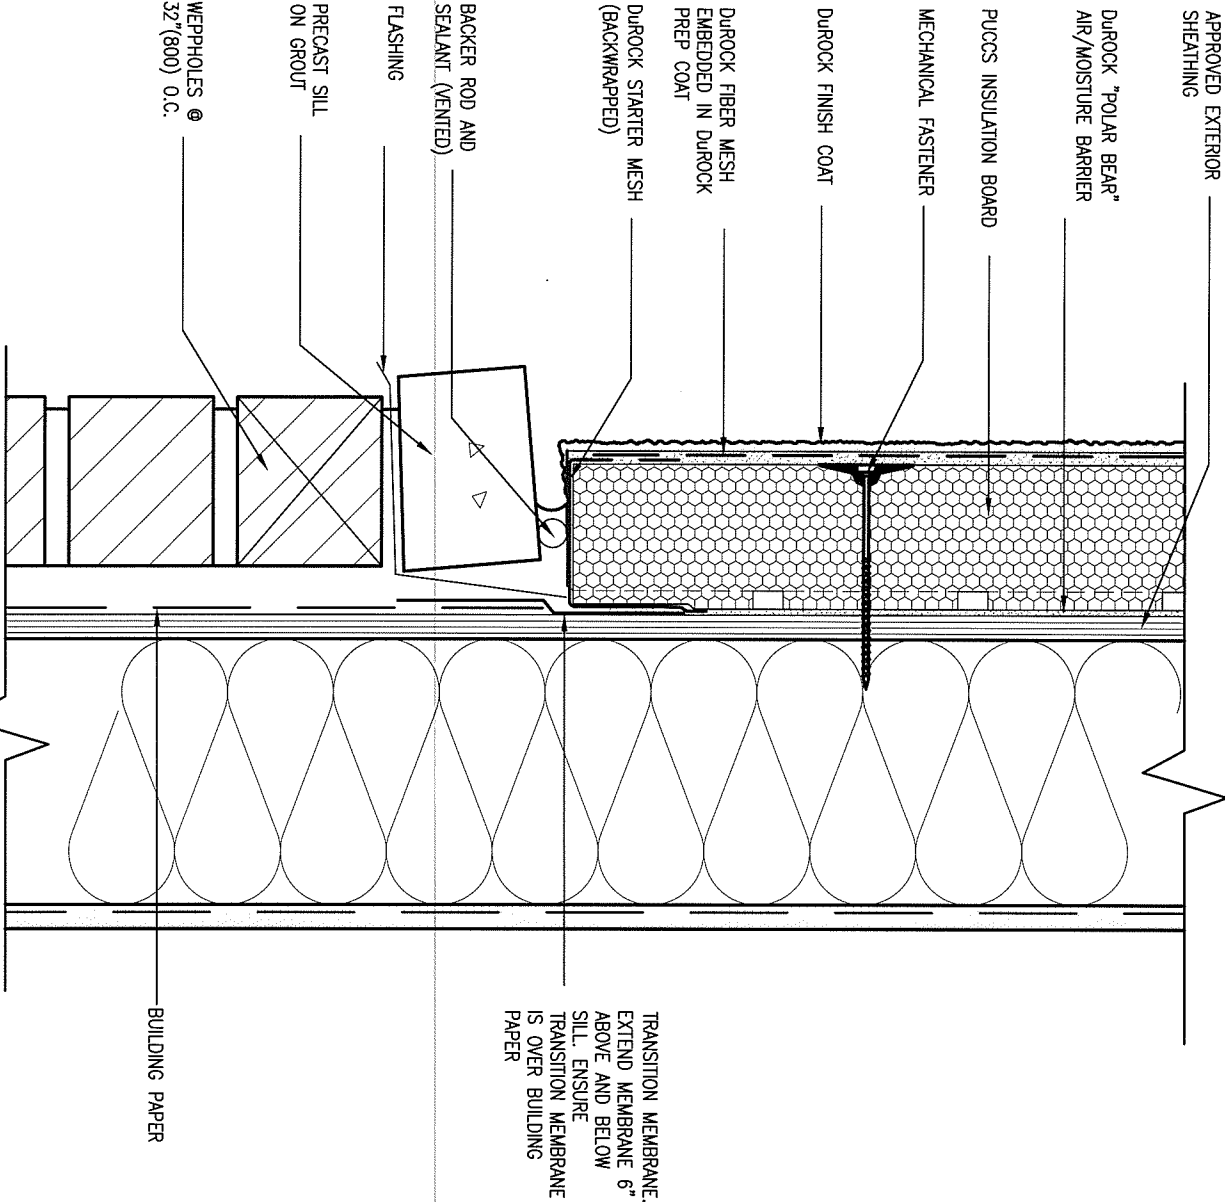 APPROVED EXTERIOR
SHEATHING
DuROCK "POLAR BEAR"
AIR/MOISTURE BARRIER
PUCCS INSULATION BOARD
MECHANICAL FASTENER
DuROCK FINISH COAT
DuROCK FIBER MESH
EMBEDDED IN DuROCK
PREP COAT
DuROCK STARTER MESH
(BACKWRAPPED)
BACKER ROD AND
SEALANT (VENTED)
FLASHING
PRECAST SILL
ON GROUT
WEPPHOLES @
32"(800) O.C.
TRANSITION MEMBRANE.
EXTEND MEMBRANE 6"
ABOVE AND BELOW
SILL. ENSURE
TRANSITION MEMBRANE
IS OVER BUILDING
PAPER
BUILDING PAPER